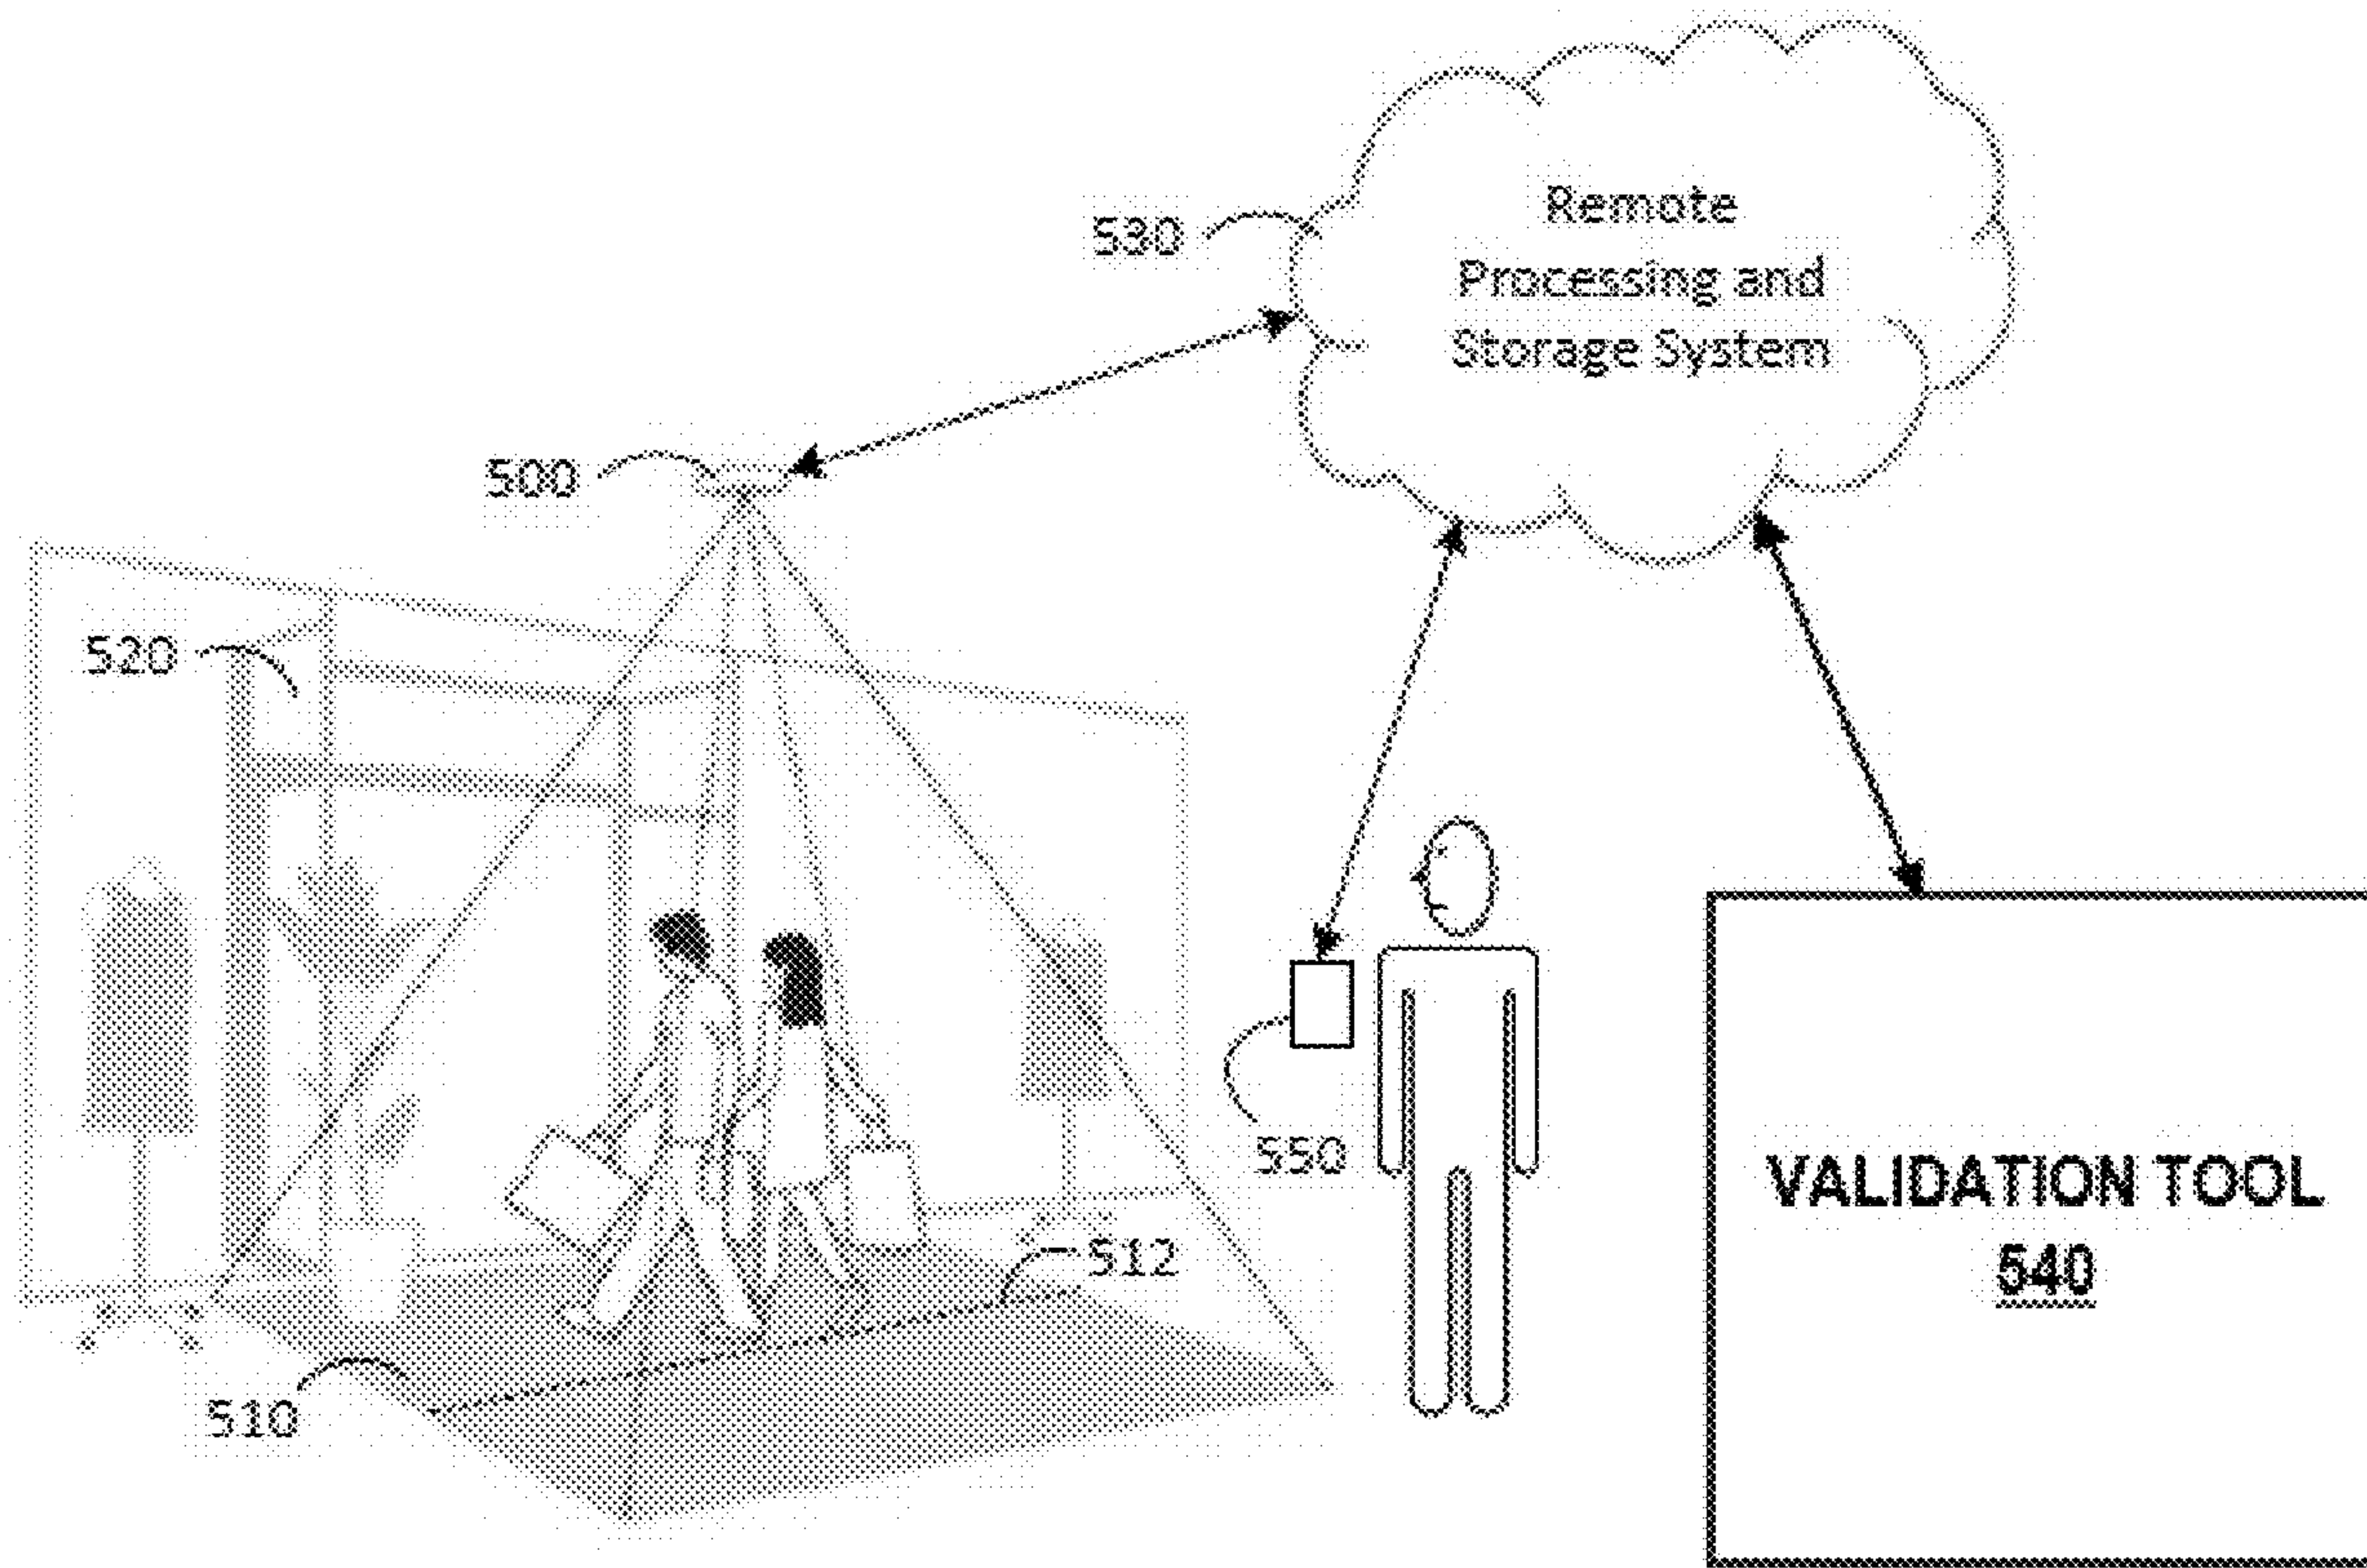 530
Remote
Processing and
Storage System
500
520
550
VALIDATION TOOL
540
512
510